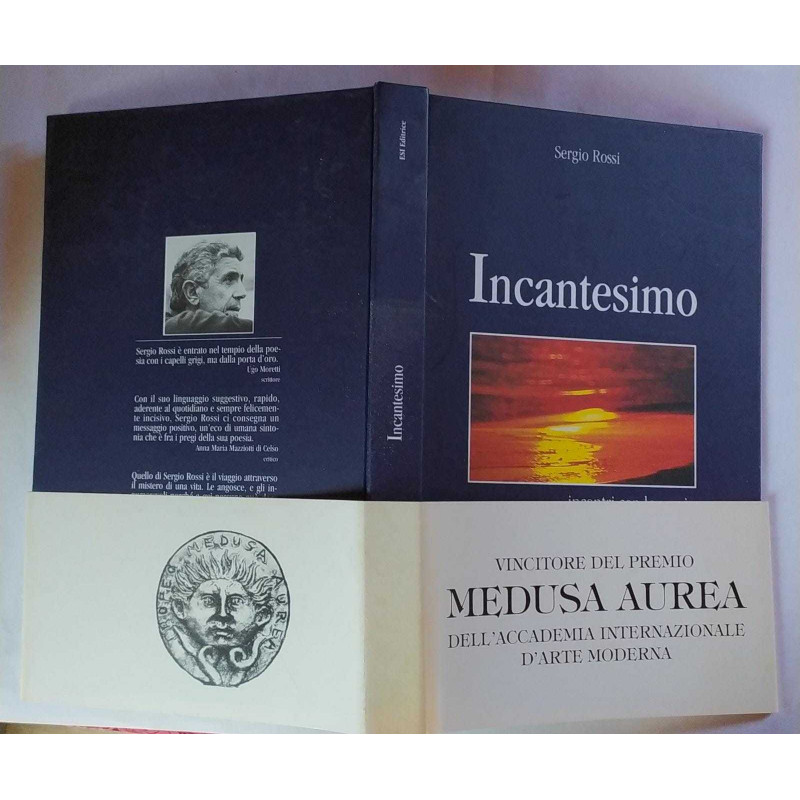 Sergio Rossi
Incantesimo
incontri con la
VINCITORE DEL PREMIO
MEDUSA AUREA
DELL'ACCADEMIA INTERNAZIONALE
D'ARTE MODERNA
ESI Editrice
Incantesimo
Sergio Rossi è entrato nel tempio della poe-
sia con i capelli grigi, ma dalla porta d'oro.
Ugo Moretti
scrittore
Con il suo linguaggio suggestivo, rapido,
aderente al quotidiano e sempre felicemen-
te incisivo, Sergio Rossi ci consegna un
messaggio positivo, un'eco di umana sinto-
nia che è fra i pregi della sua poesia.
Anna Maria Mazziotti di Celso
critico
Quello di Sergio Rossi è il viaggio attraverso
il mistero di una vita. Le angosce, e gli in-
MEDUSA AUREA